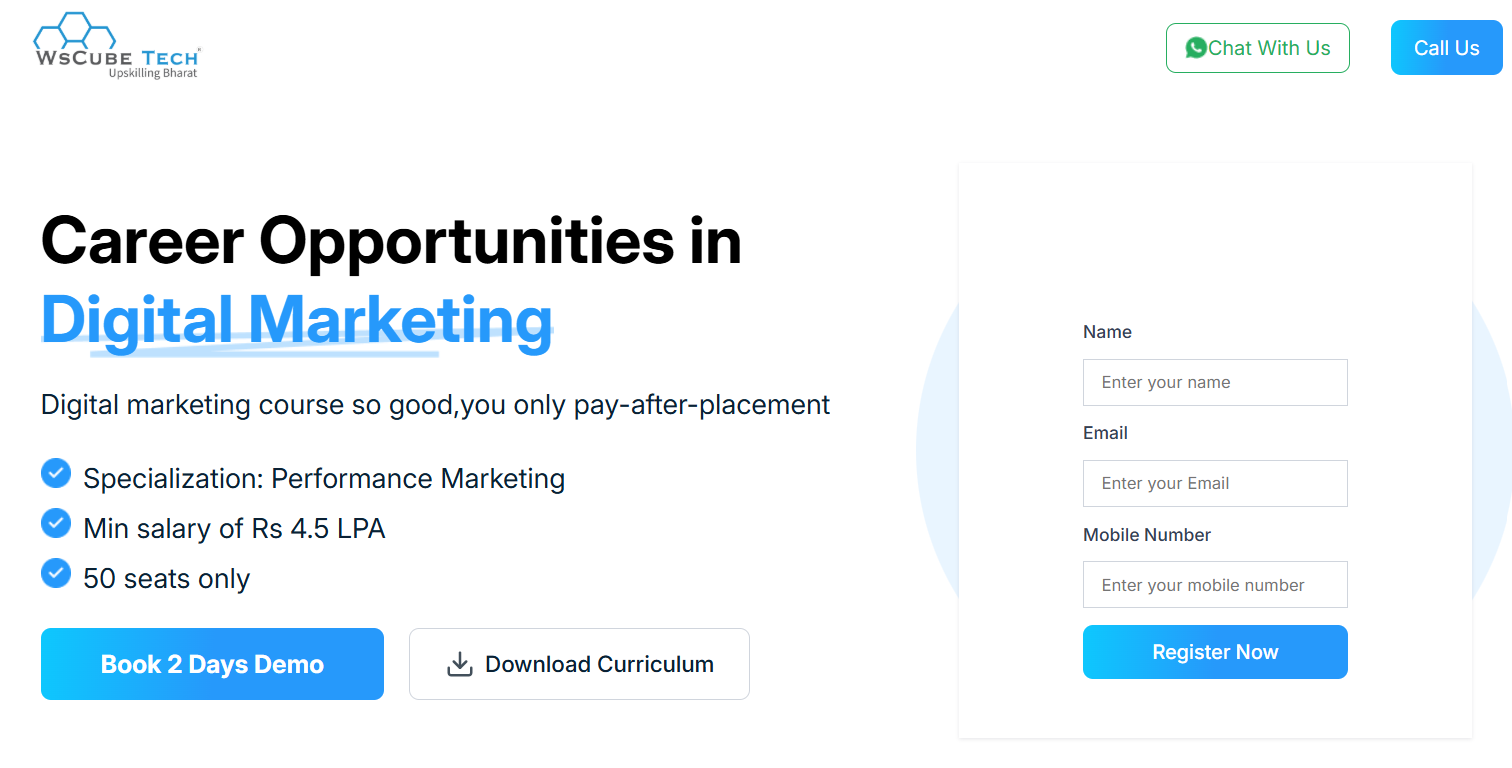 WsCube Tech
Upskilling Bharat
Chat With Us
Call Us
Career Opportunities in
Digital Marketing
Digital marketing course so good,you only pay-after-placement
Specialization: Performance Marketing
Min salary of Rs 4.5 LPA
50 seats only
Book 2 Days Demo
Download Curriculum
Name
Enter your name
Email
Enter your Email
Mobile Number
Enter your mobile number
Register Now